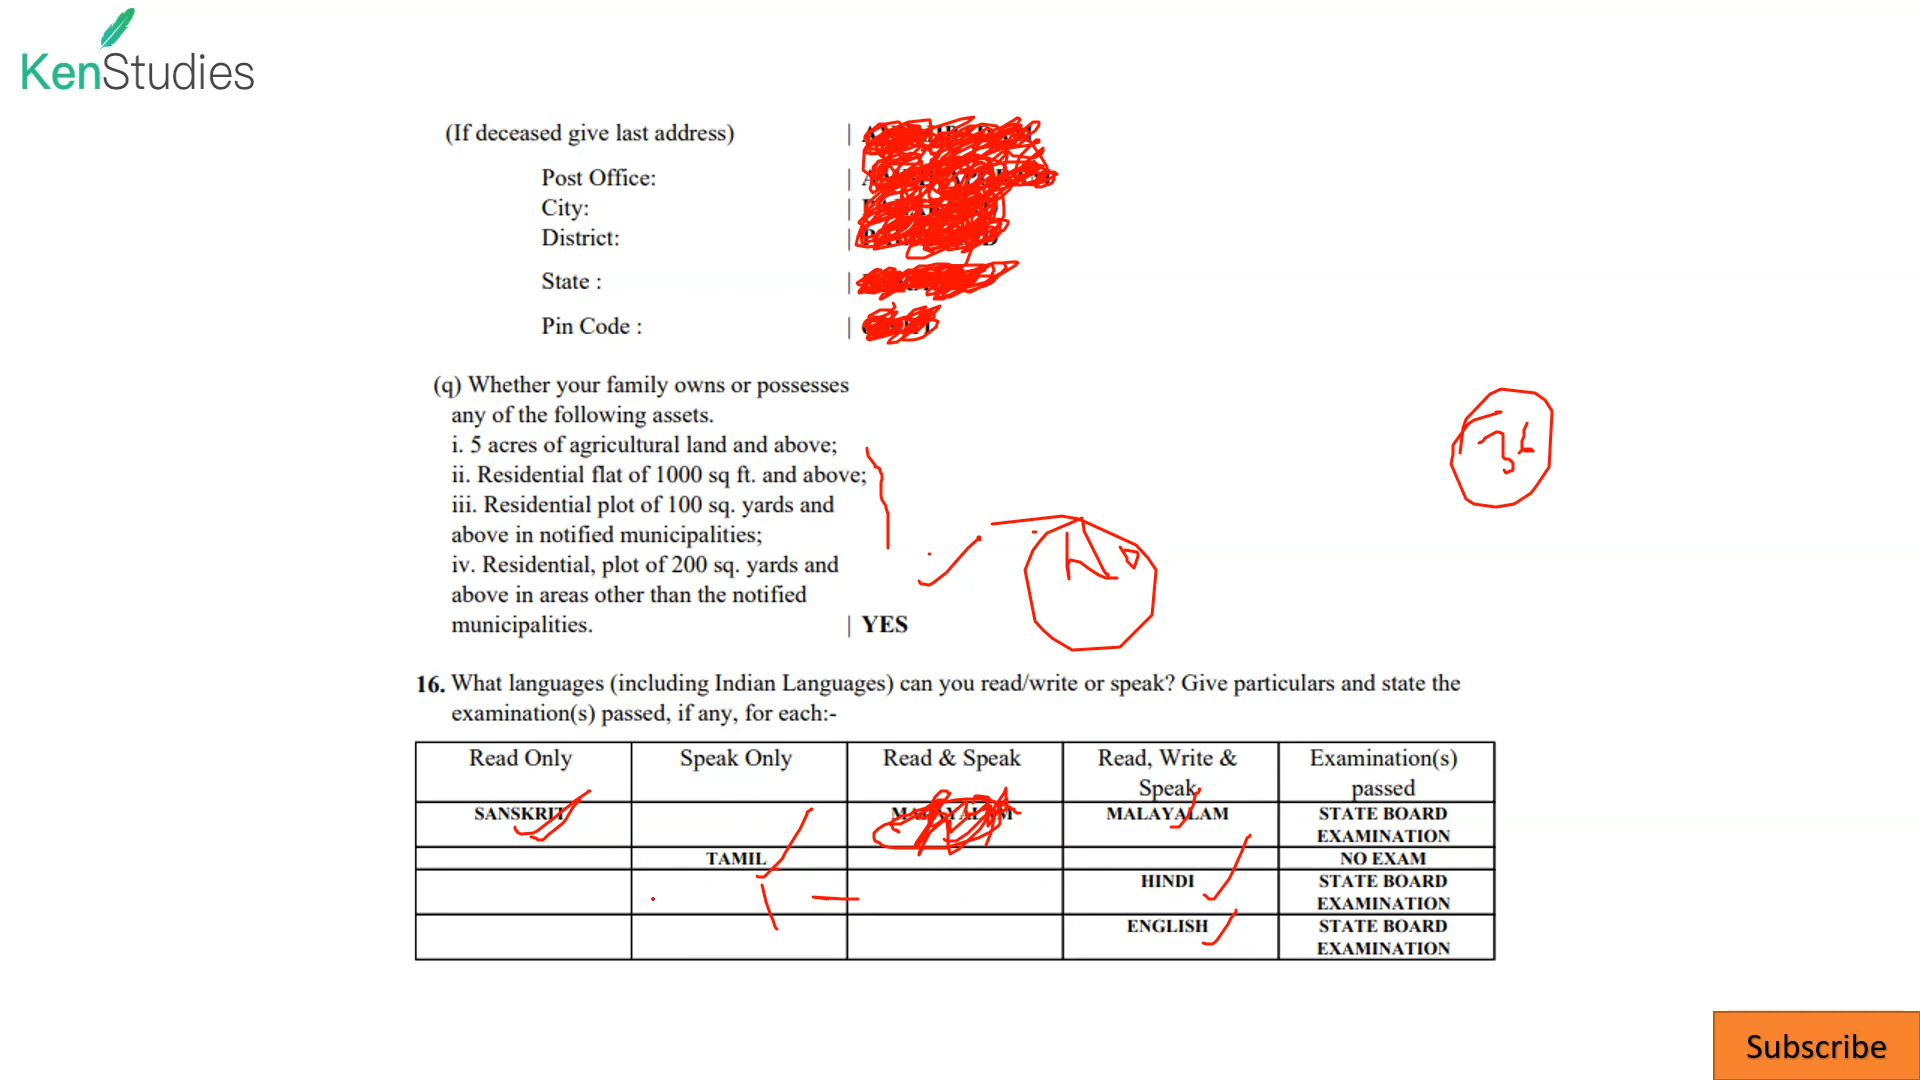 KenStudies
(If deceased give last address) |
Post Office: |
City: |
District: |
State : |
Pin Code : |
(q) Whether your family owns or possesses
any of the following assets.
i. 5 acres of agricultural land and above;
ii. Residential flat of 1000 sq ft. and above;
iii. Residential plot of 100 sq. yards and
above in notified municipalities;
iv. Residential, plot of 200 sq. yards and
above in areas other than the notified
municipalities. | YES
16. What languages (including Indian Languages) can you read/write or speak? Give particulars and state the
examination(s) passed, if any, for each:-
Read Only Speak Only Read & Speak Read, Write & Speak Examination(s) passed
SANSKRIT MALAYALAM MALAYALAM STATE BOARD EXAMINATION
TAMIL NO EXAM
HINDI STATE BOARD EXAMINATION
ENGLISH STATE BOARD EXAMINATION
Subscribe